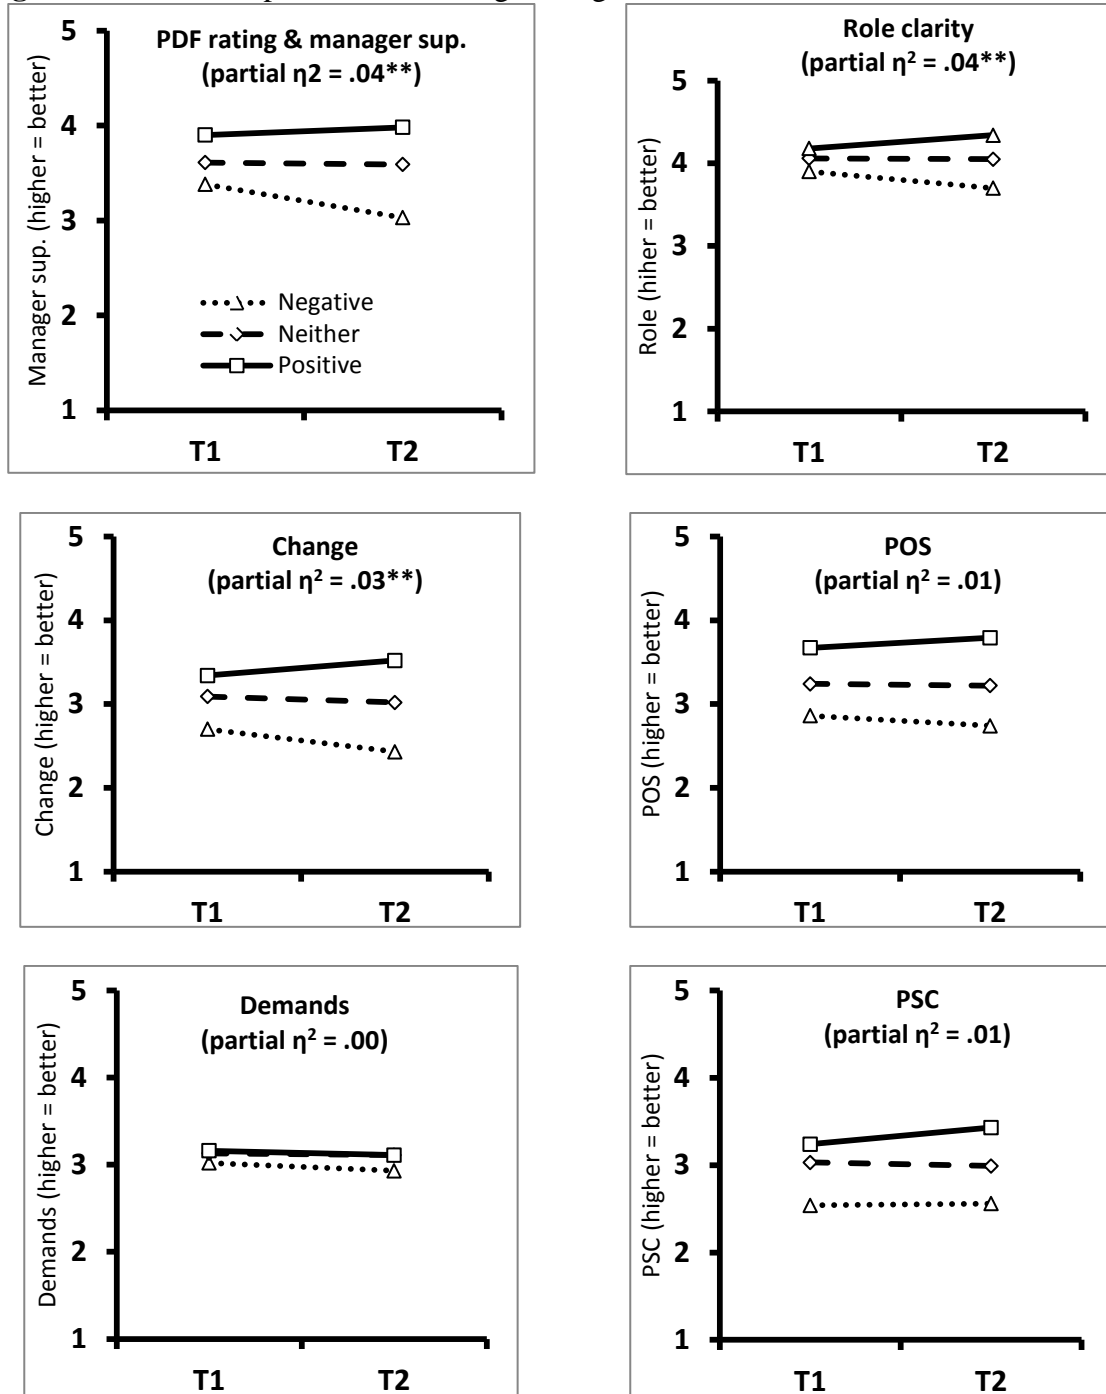 PDF rating & manager sup.
(partial η2 = .04**)
Manager sup. (higher = better)
5
4
3
2
1
Negative
Neither
Positive
T1 T2
Role clarity
(partial η² = .04**)
Role (hiher = better)
5
4
3
2
1
T1 T2
Change
(partial η² = .03**)
Change (higher = better)
5
4
3
2
1
T1 T2
POS
(partial η² = .01)
POS (higher = better)
5
4
3
2
1
T1 T2
Demands
(partial η² = .00)
Demands (higher = better)
5
4
3
2
1
T1 T2
PSC
(partial η² = .01)
PSC (higher = better)
5
4
3
2
1
T1 T2